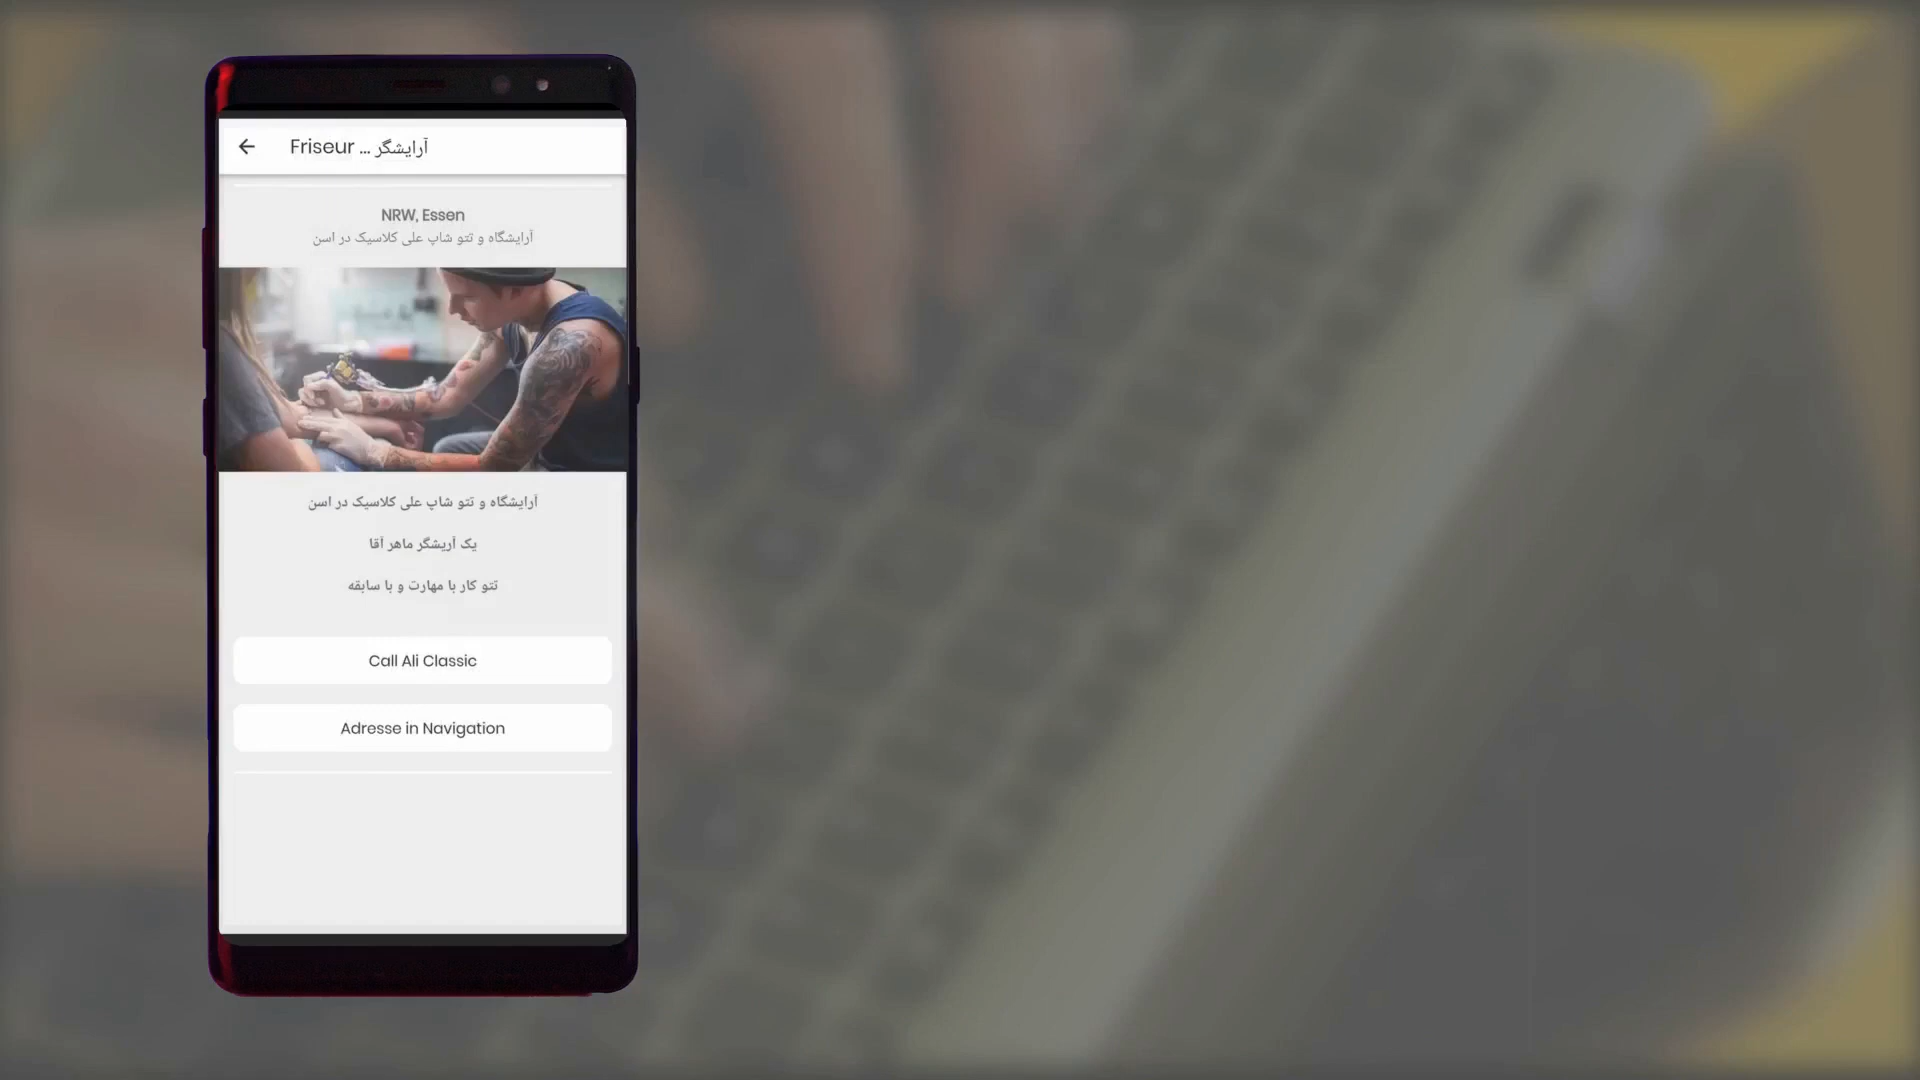 Friseur ... آرایشگر
NRW, Essen
آرایشگاه و تتو شاپ علی کلاسیک در اسن
آرایشگاه و تتو شاپ علی کلاسیک در اسن
یک آریشگر ماهر آقا
تتو کار با مهارت و با سابقه
Call Ali Classic
Adresse in Navigation